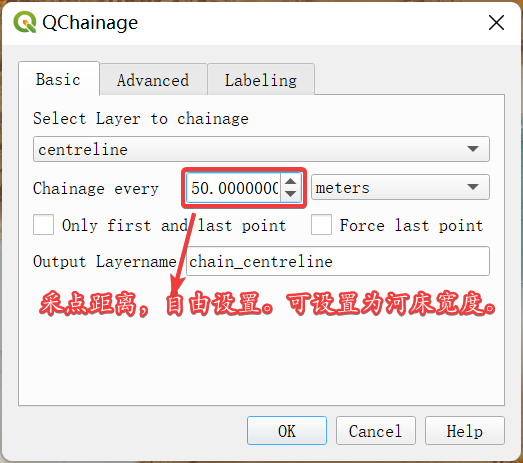 QChainage
Basic Advanced Labeling
Select Layer to chainage
centreline
Chainage every 50.0000000 meters
Only first and last point Force last point
Output Layername chain_centreline
采点距离，自由设置。可设置为河床宽度。
OK Cancel Help